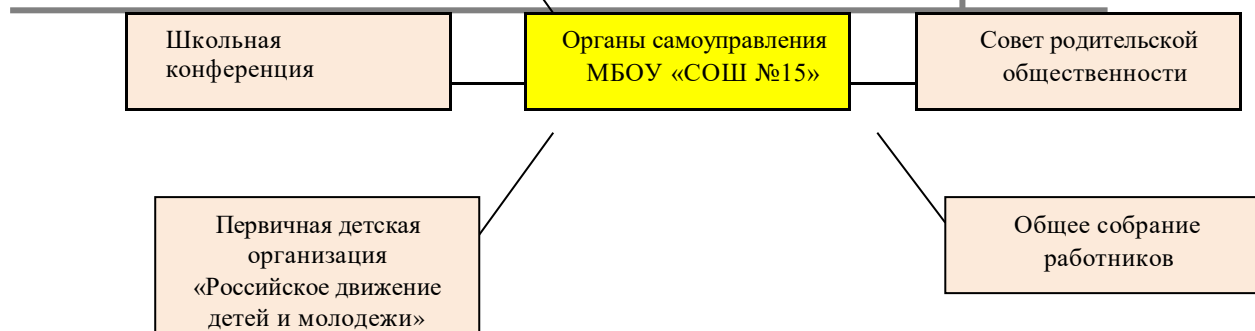 Школьная
конференция
Органы самоуправления
МБОУ «СОШ №15»
Совет родительской
общественности
Первичная детская
организация
«Российское движение
детей и молодежи»
Общее собрание
работников